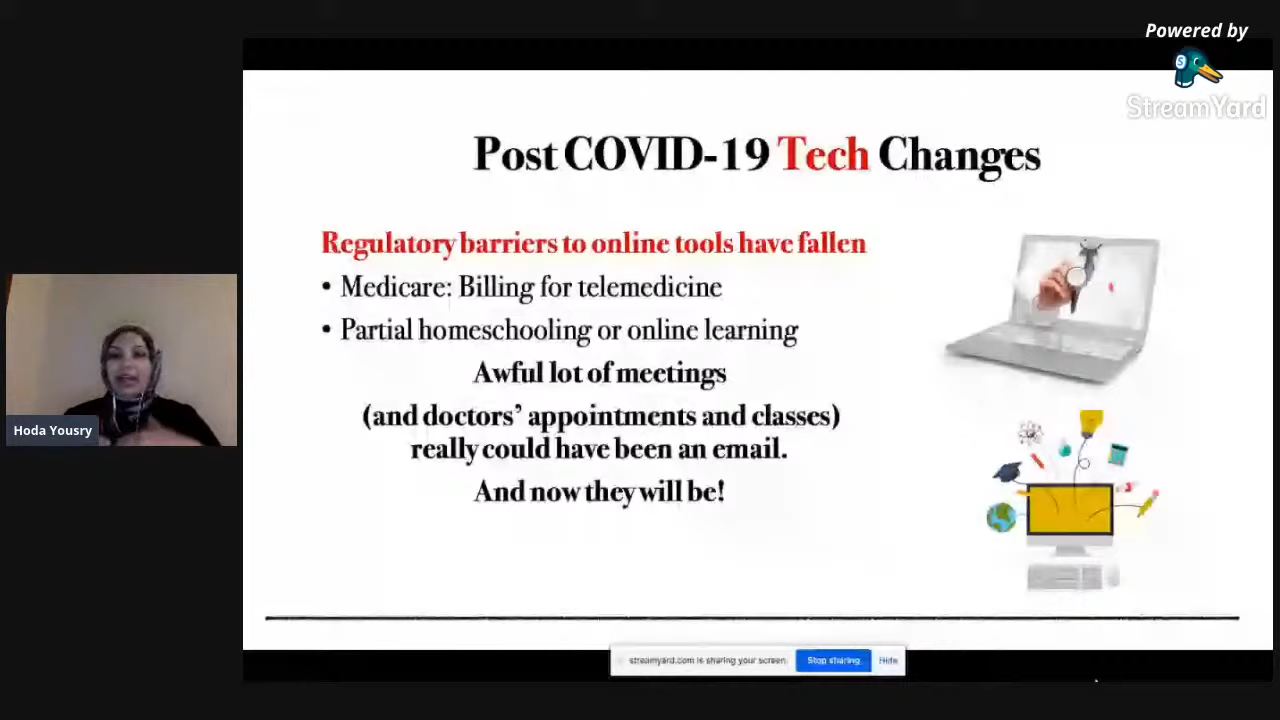 Powered by
StreamYard
Post COVID-19 Tech Changes
Regulatory barriers to online tools have fallen
• Medicare: Billing for telemedicine
• Partial homeschooling or online learning
Awful lot of meetings
(and doctors’ appointments and classes)
really could have been an email.
And now they will be!
Hoda Yousry
streamyard.com is sharing your screen.
Stop sharing
Hide